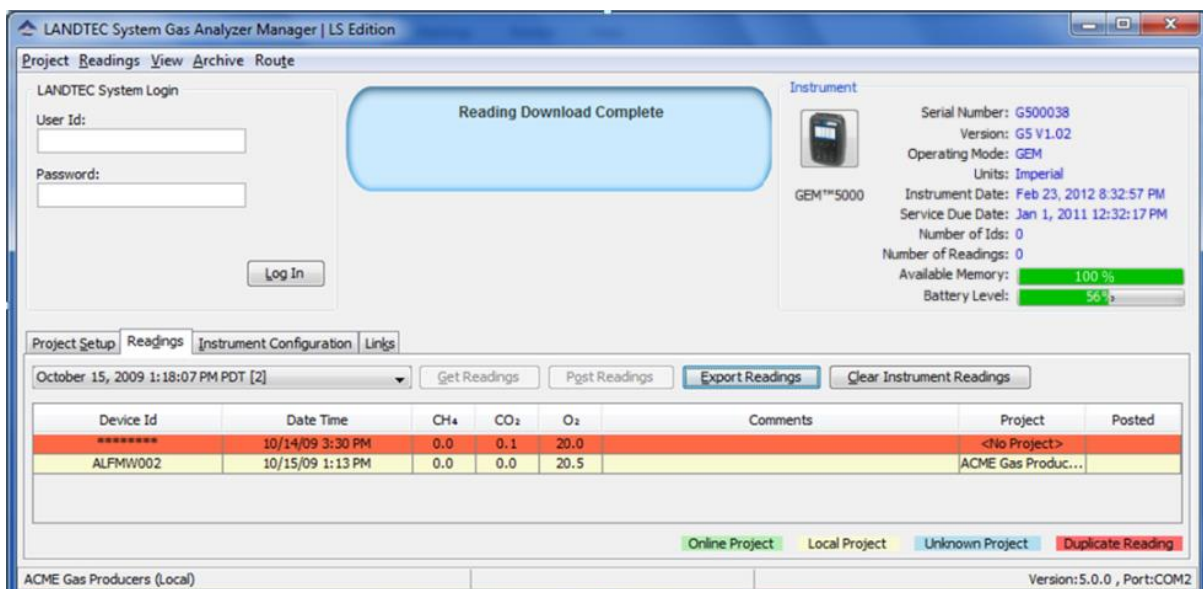 LANDTEC System Gas Analyzer Manager | LS Edition
Project Readings View Archive Route
LANDTEC System Login
User Id:
Password:
Log In
Reading Download Complete
Instrument
GEM™5000
Serial Number: G500038
Version: G5 V1.02
Operating Mode: GEM
Units: Imperial
Instrument Date: Feb 23, 2012 8:32:57 PM
Service Due Date: Jan 1, 2011 12:32:17 PM
Number of Ids: 0
Number of Readings: 0
Available Memory: 100 %
Battery Level: 56%
Project Setup Readings Instrument Configuration Links
October 15, 2009 1:18:07 PM PDT [2] Get Readings Post Readings Export Readings Clear Instrument Readings
Device Id Date Time CH₄ CO₂ O₂ Comments Project Posted
******** 10/14/09 3:30 PM 0.0 0.1 20.0 <No Project>
ALFMW002 10/15/09 1:13 PM 0.0 0.0 20.5 ACME Gas Produc...
Online Project Local Project Unknown Project Duplicate Reading
ACME Gas Producers (Local) Version:5.0.0 , Port:COM2